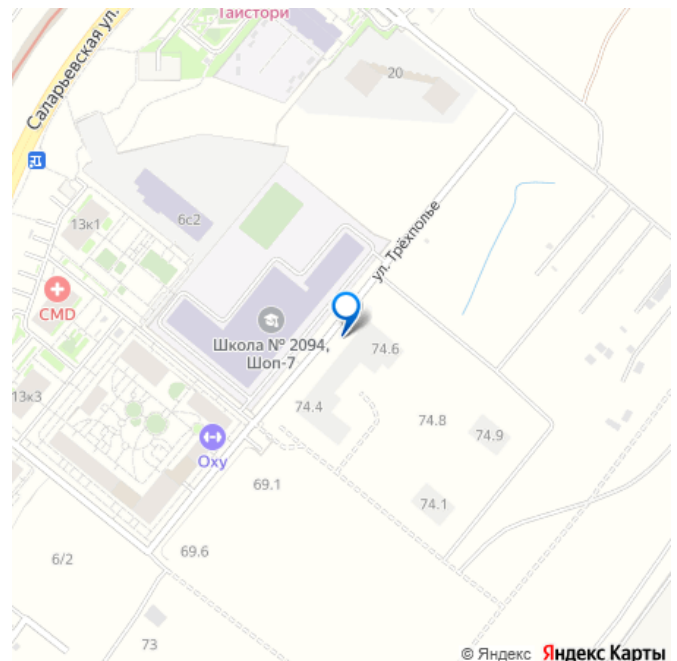 Тайстори
Саларьевская ул.
20
6с2
13к1
ул. Трёхполье
CMD
Школа № 2094,
Шоп-7
74.6
13к3
74.4
74.8
74.9
Oxy
69.1
74.1
6/2
69.6
73
© Яндекс Яндекс Карты